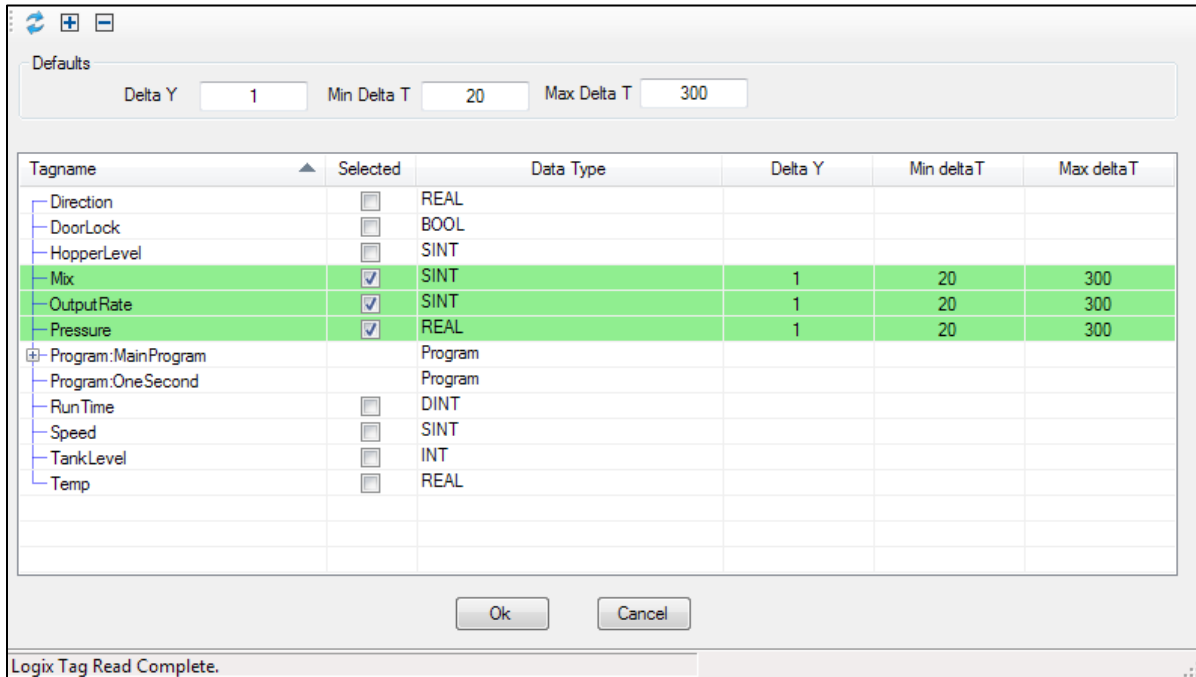 Defaults
Delta Y 1 Min Delta T 20 Max Delta T 300
Tagname Selected Data Type Delta Y Min deltaT Max deltaT
Direction REAL
DoorLock BOOL
HopperLevel SINT
Mix SINT 1 20 300
OutputRate SINT 1 20 300
Pressure REAL 1 20 300
Program:MainProgram Program
Program:OneSecond Program
RunTime DINT
Speed SINT
TankLevel INT
Temp REAL
Ok Cancel
Logix Tag Read Complete.